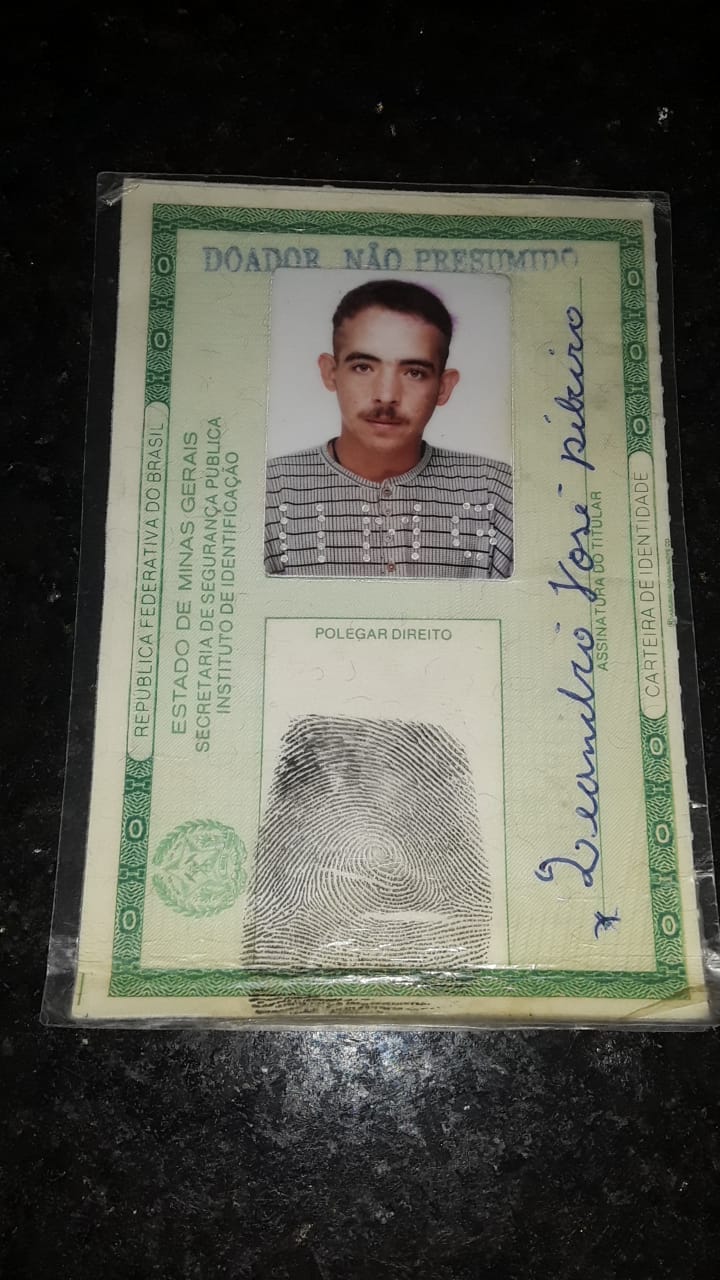 DOADOR NÃO PRESUMIDO
REPÚBLICA FEDERATIVA DO BRASIL
ESTADO DE MINAS GERAIS
SECRETARIA DE SEGURANÇA PÚBLICA
INSTITUTO DE IDENTIFICAÇÃO
POLEGAR DIREITO
Leandro José Ribeiro
ASSINATURA DO TITULAR
CARTEIRA DE IDENTIDADE